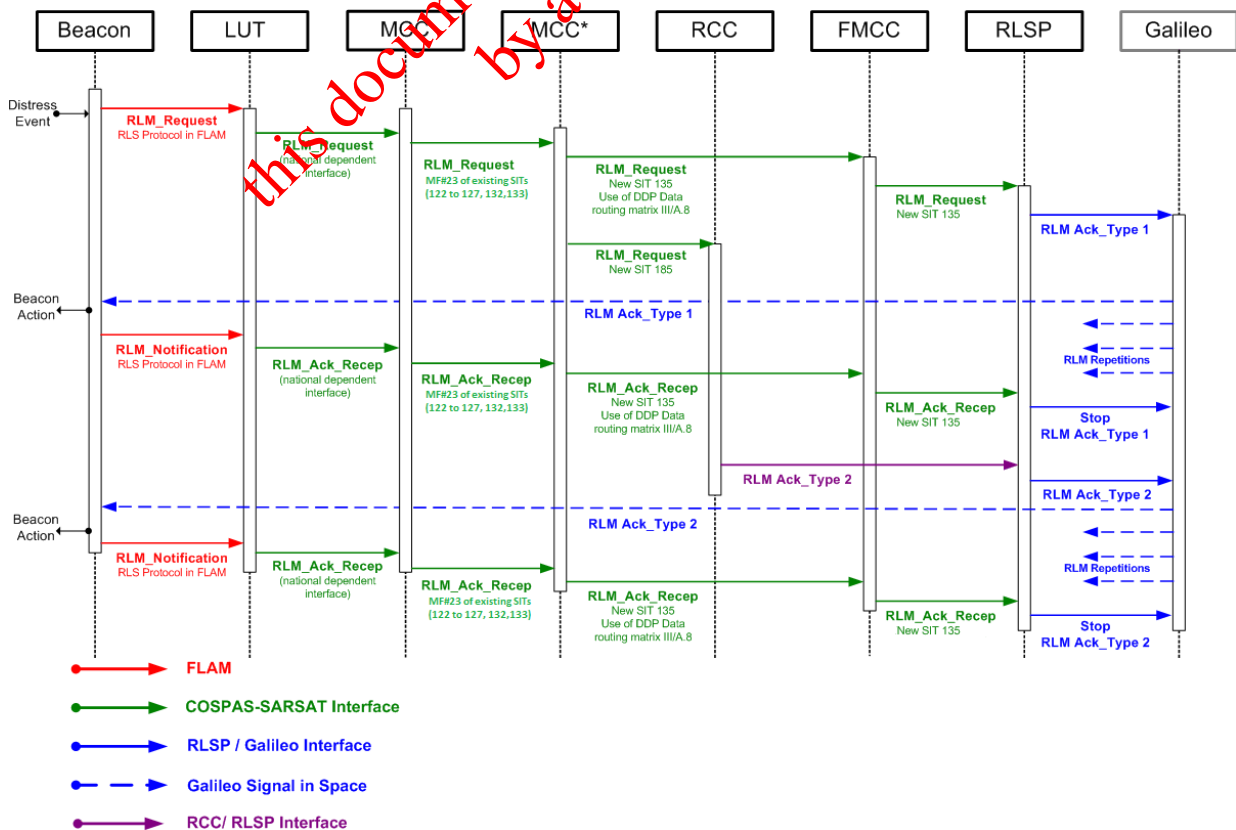 Beacon
LUT
MCC
MCC*
RCC
FMCC
RLSP
Galileo
this docum
by a
Distress
Event
RLM_Request
RLS Protocol in FLAM
RLM_Request
(national dependent
interface)
RLM_Request
MF#23 of existing SITs
(122 to 127, 132,133)
RLM_Request
New SIT 135
Use of DDP Data
routing matrix III/A.8
RLM_Request
New SIT 135
RLM Ack_Type 1
RLM_Request
New SIT 185
Beacon
Action
RLM Ack_Type 1
RLM_Notification
RLS Protocol in FLAM
RLM_Ack_Recep
(national dependent
interface)
RLM_Ack_Recep
MF#23 of existing SITs
(122 to 127, 132,133)
RLM_Ack_Recep
New SIT 135
Use of DDP Data
routing matrix III/A.8
RLM Repetitions
RLM_Ack_Recep
New SIT 135
Stop
RLM Ack_Type 1
RLM Ack_Type 2
RLM Ack_Type 2
RLM Ack_Type 2
Beacon
Action
RLM_Notification
RLS Protocol in FLAM
RLM_Ack_Recep
(national dependent
interface)
RLM_Ack_Recep
MF#23 of existing SITs
(122 to 127, 132,133)
RLM_Ack_Recep
New SIT 135
Use of DDP Data
routing matrix III/A.8
RLM Repetitions
RLM_Ack_Recep
New SIT 135
Stop
RLM Ack_Type 2
FLAM
COSPAS-SARSAT Interface
RLSP / Galileo Interface
Galileo Signal in Space
RCC/ RLSP Interface